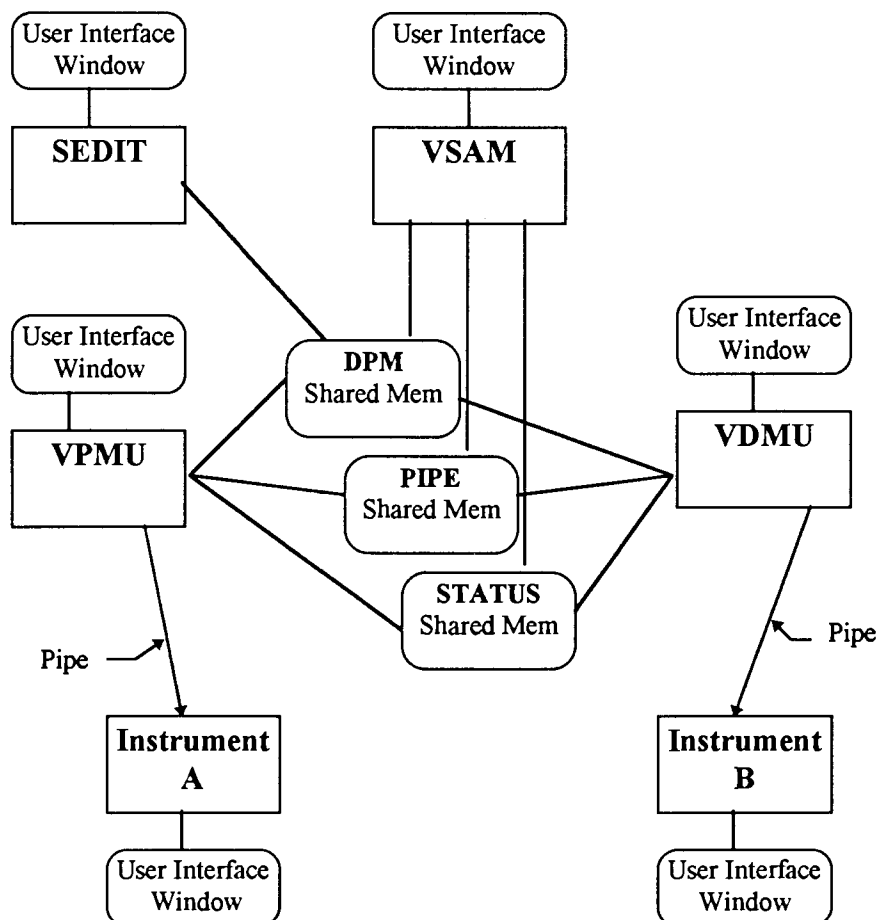 User Interface
Window
User Interface
Window
SEDIT
VSAM
User Interface
Window
User Interface
Window
DPM
Shared Mem
VPMU
VDMU
PIPE
Shared Mem
STATUS
Shared Mem
Pipe
Pipe
Instrument
A
Instrument
B
User Interface
Window
User Interface
Window